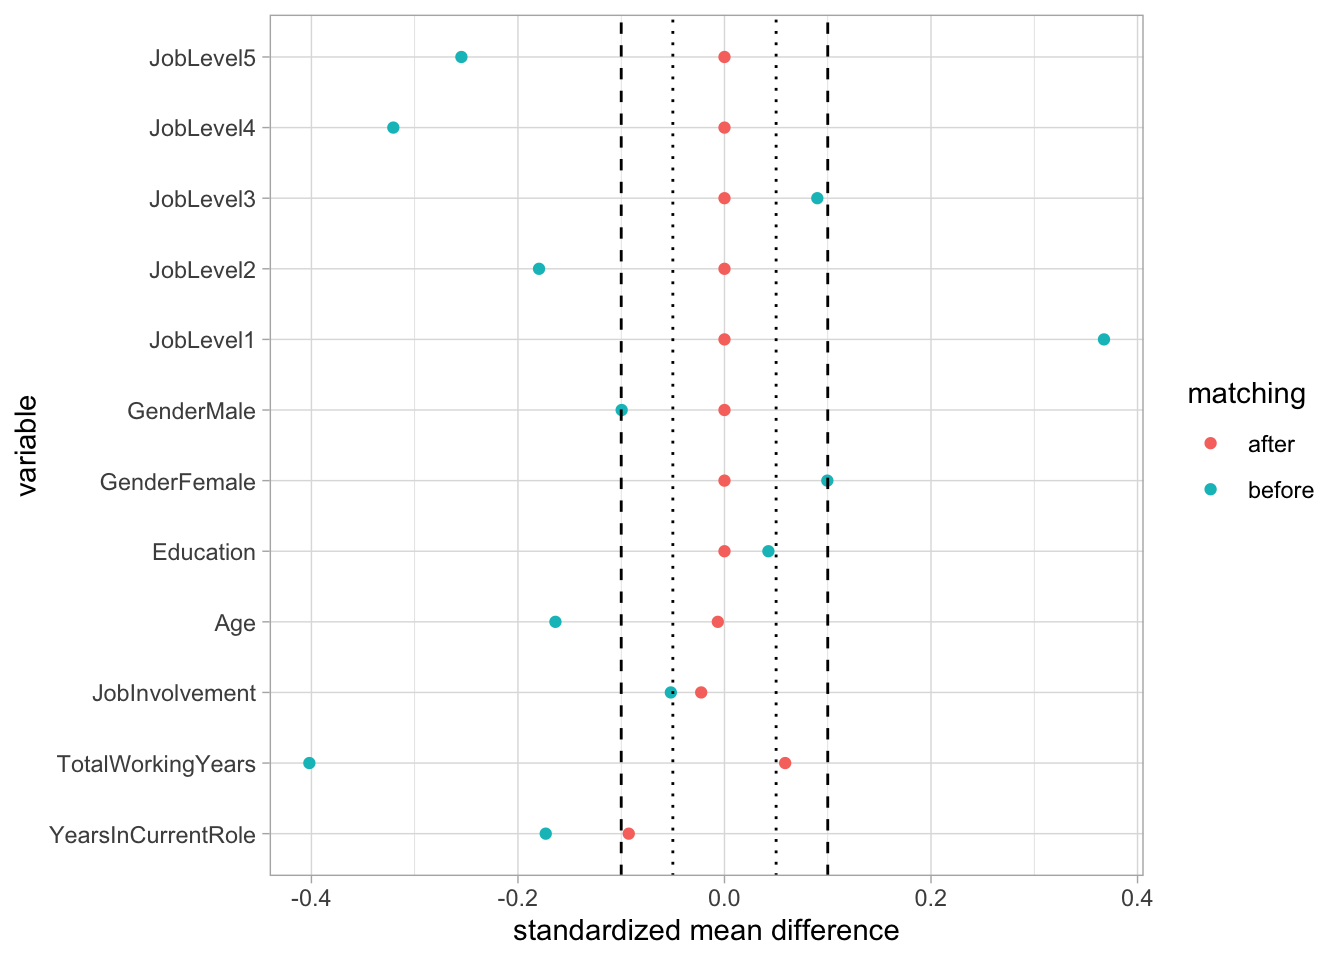 JobLevel5
JobLevel4
JobLevel3
JobLevel2
JobLevel1
GenderMale
GenderFemale
Education
Age
JobInvolvement
TotalWorkingYears
YearsInCurrentRole
variable
-0.4
-0.2
0.0
0.2
0.4
standardized mean difference
matching
after
before